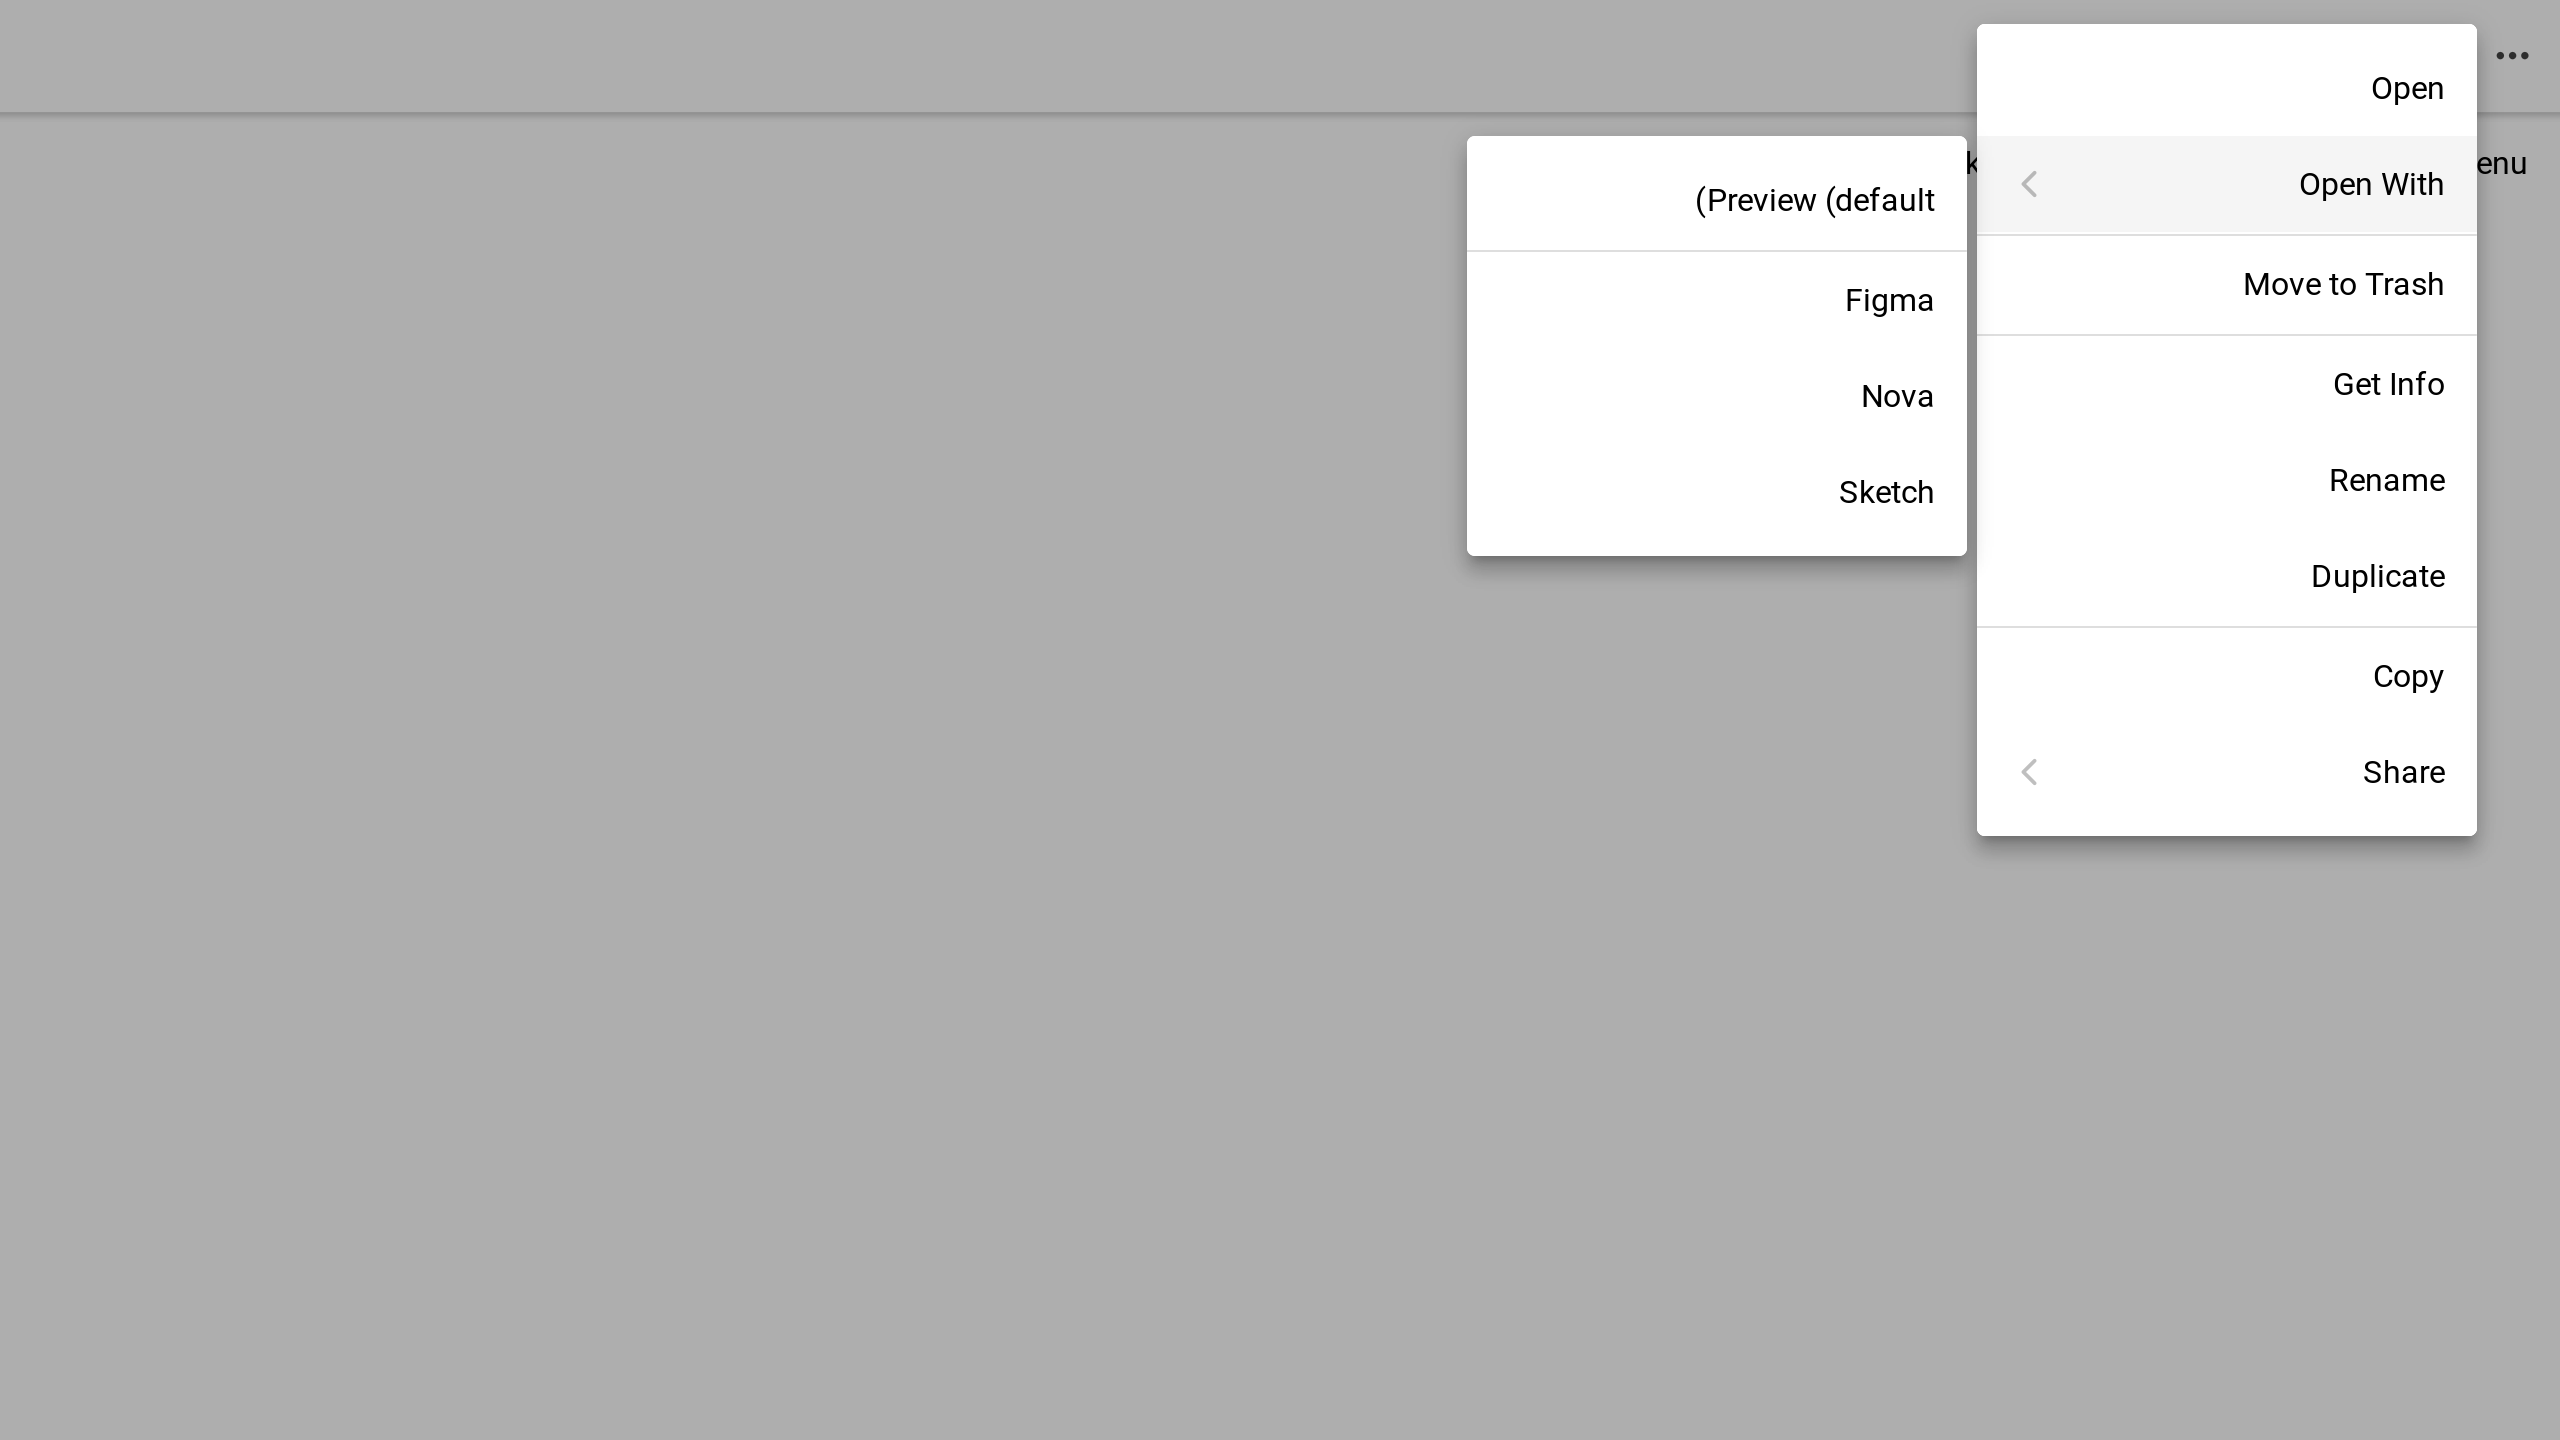 Open
Open With
Move to Trash
Get Info
Rename
Duplicate
Copy
Share
(Preview (default
Figma
Nova
Sketch
k
enu